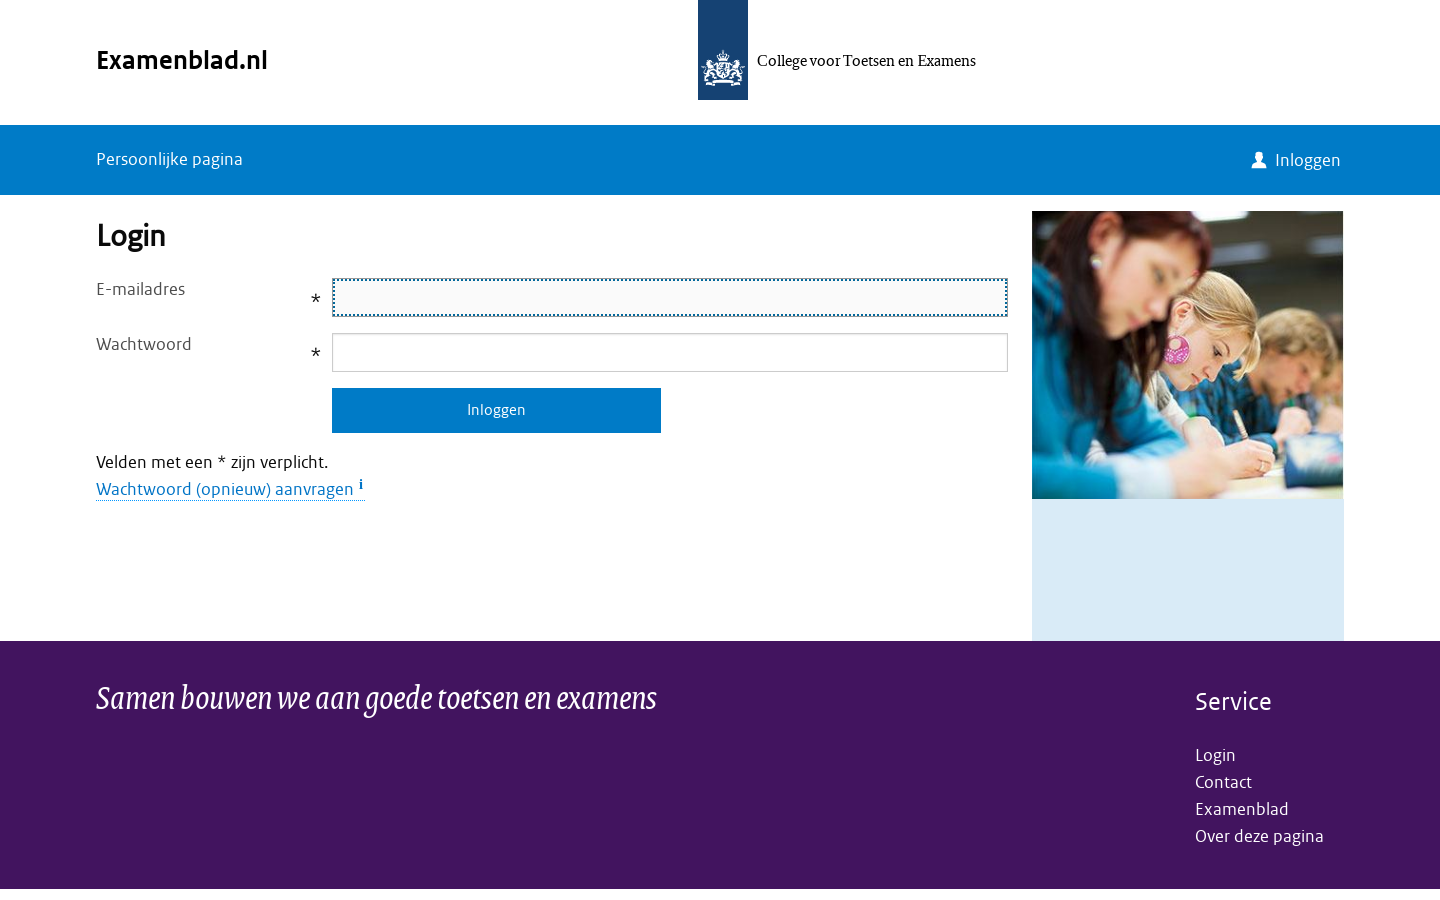 Examenblad.nl
College voor Toetsen en Examens
Persoonlijke pagina
Inloggen
Login
E-mailadres
*
Wachtwoord
*
Inloggen
Velden met een * zijn verplicht.
Wachtwoord (opnieuw) aanvragen i
Samen bouwen we aan goede toetsen en examens
Service
Login
Contact
Examenblad
Over deze pagina